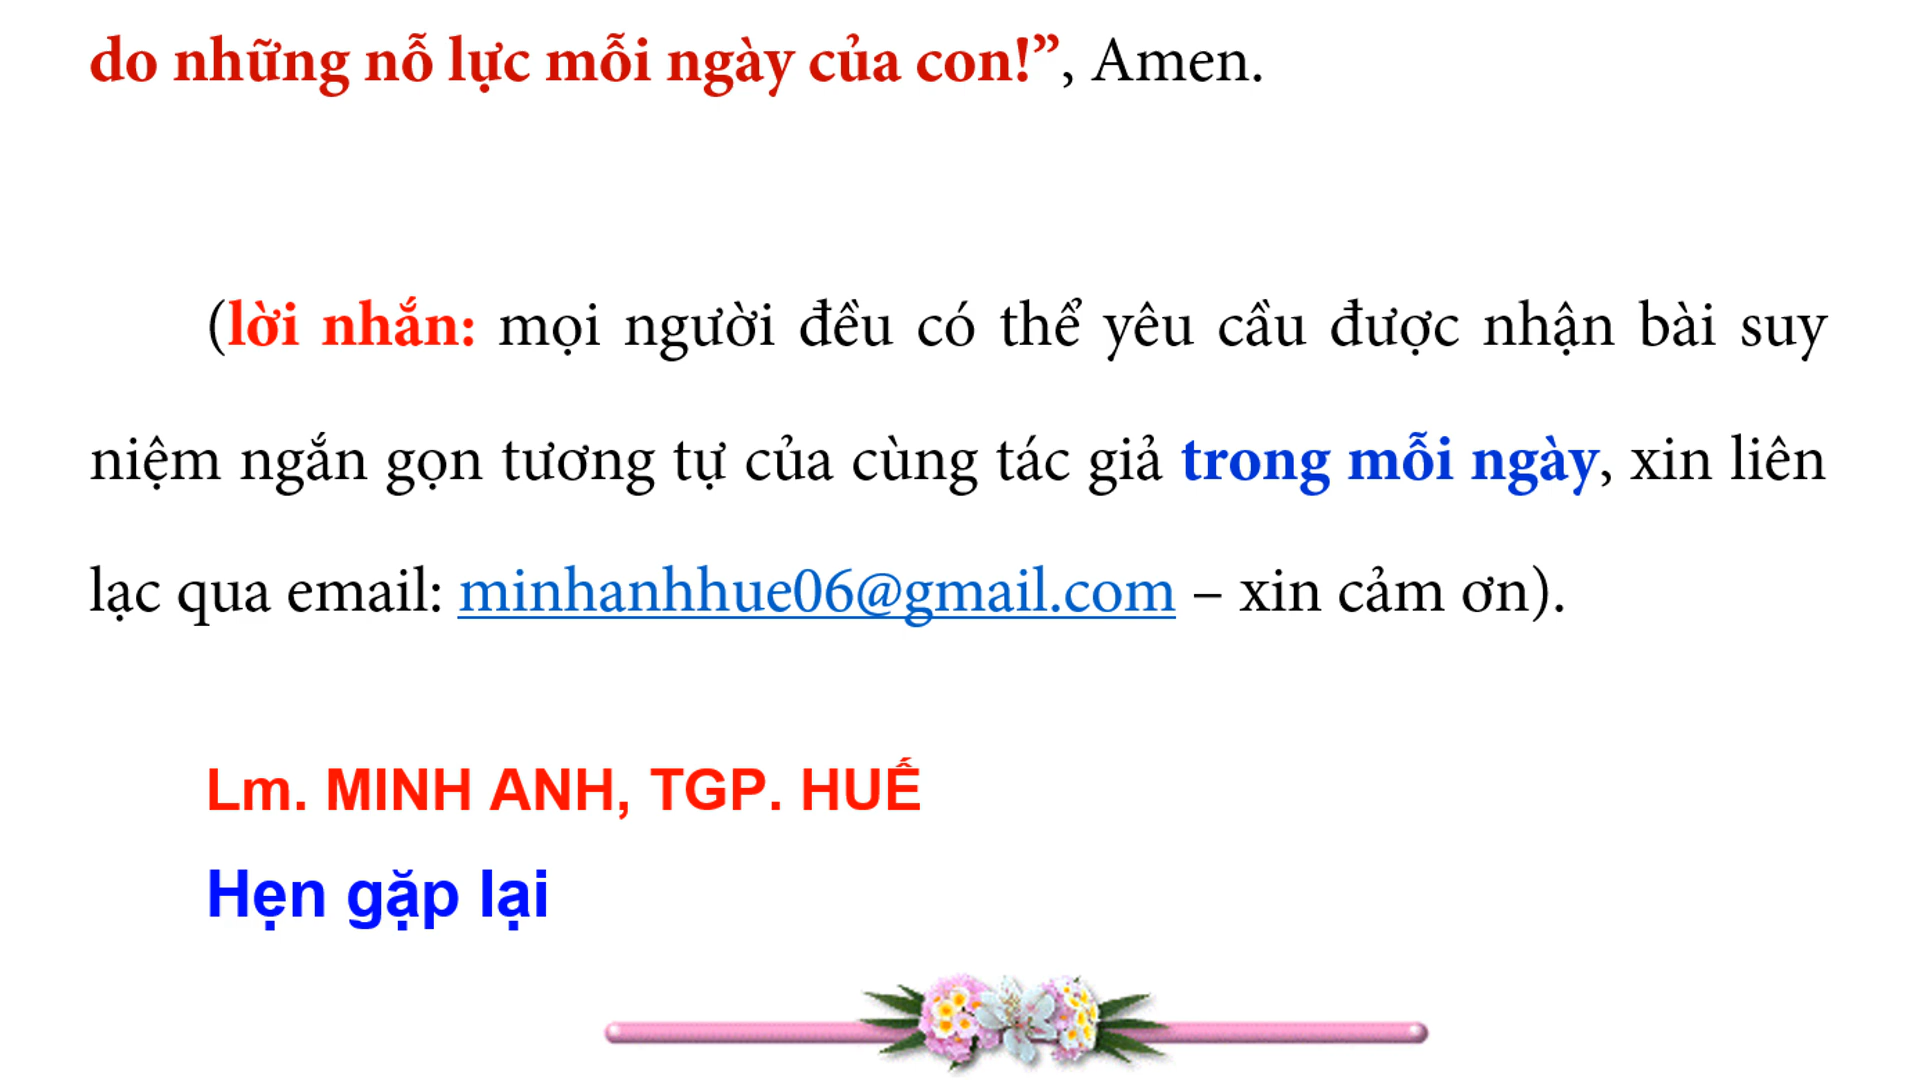 do những nỗ lực mỗi ngày của con!”, Amen.
(lời nhắn: mọi người đều có thể yêu cầu được nhận bài suy
niệm ngắn gọn tương tự của cùng tác giả trong mỗi ngày, xin liên
lạc qua email: minhanhhue06@gmail.com – xin cảm ơn).
Lm. MINH ANH, TGP. HUẾ
Hẹn gặp lại